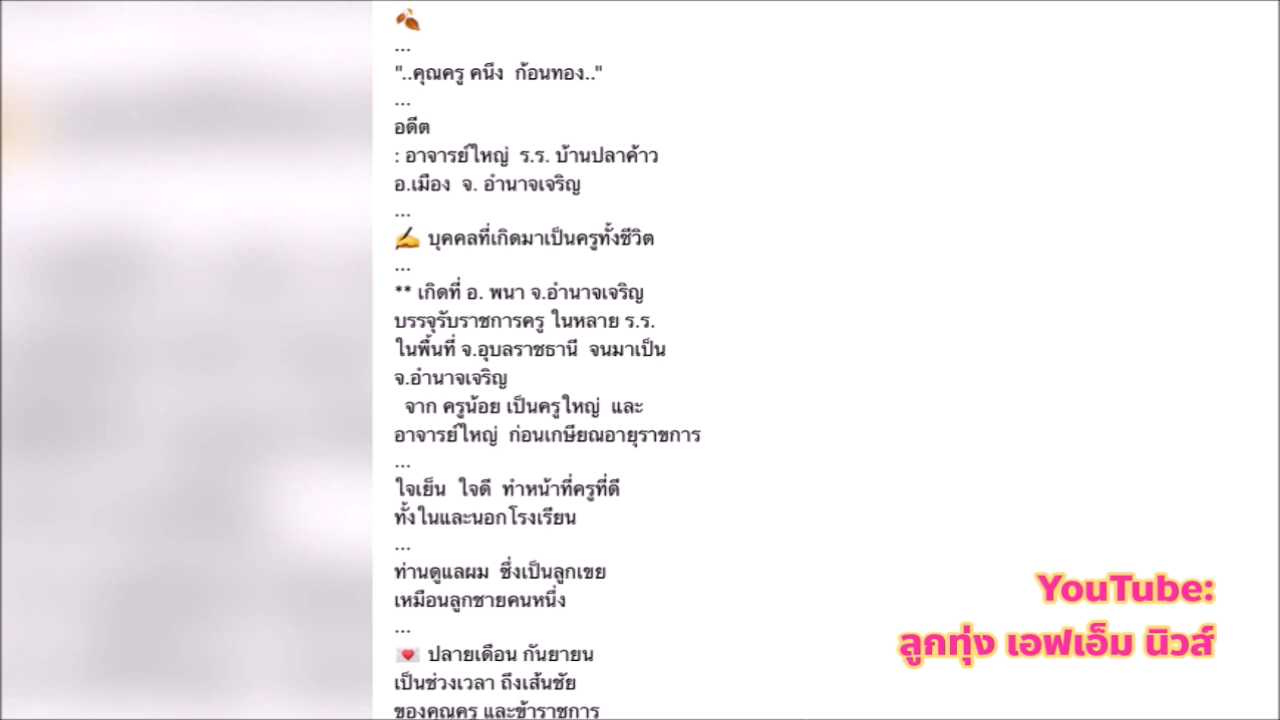 ...
"..คุณครู คนึง  ก้อนทอง.."
...
อดีต
: อาจารย์ใหญ่  ร.ร. บ้านปลาค้าว
อ.เมือง  จ. อำนาจเจริญ
...
✍ บุคคลที่เกิดมาเป็นครูทั้งชีวิต
...
** เกิดที่ อ. พนา จ.อำนาจเจริญ
บรรจุรับราชการครู ในหลาย ร.ร.
ในพื้นที่ จ.อุบลราชธานี  จนมาเป็น
จ.อำนาจเจริญ
จาก ครูน้อย เป็นครูใหญ่  และ
อาจารย์ใหญ่  ก่อนเกษียณอายุราขการ
...
ใจเย็น  ใจดี  ทำหน้าที่ครูที่ดี
ทั้งในและนอกโรงเรียน
...
ท่านดูแลผม  ซึ่งเป็นลูกเขย
เหมือนลูกชายคนหนึ่ง
...
💌 ปลายเดือน กันยายน
เป็นช่วงเวลา ถึงเส้นชัย
ของคุณครู และข้าราชการ
YouTube:
ลูกทุ่ง เอฟเอ็ม นิวส์